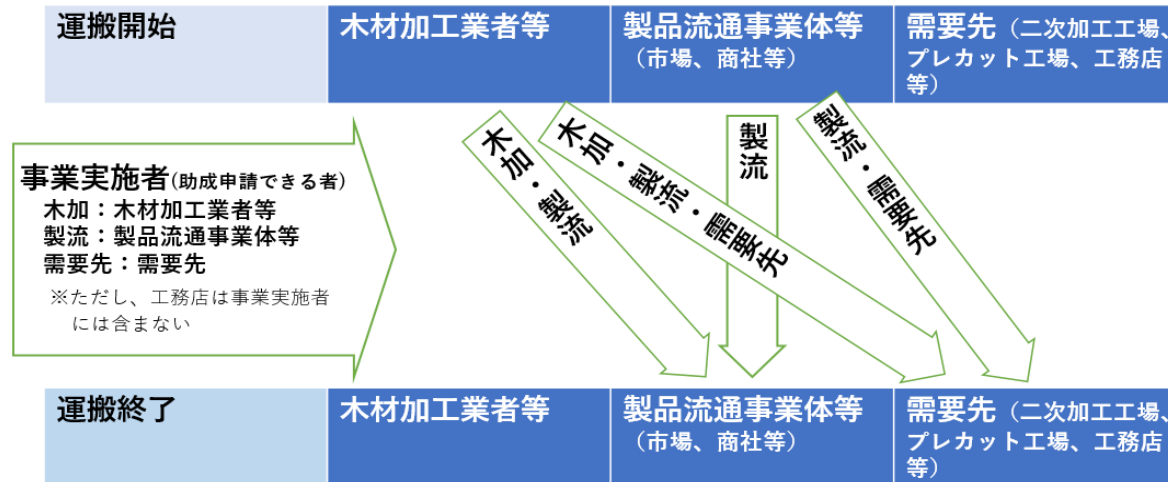 運搬開始
木材加工業者等
製品流通事業体等
（市場、商社等）
需要先（二次加工工場、
プレカット工場、工務店
等）
事業実施者(助成申請できる者)
木加：木材加工業者等
製流：製品流通事業体等
需要先：需要先
※ただし、工務店は事業実施者
には含まない
木加・製流
木加・製流・需要先
製流
製流・需要先
運搬終了
木材加工業者等
製品流通事業体等
（市場、商社等）
需要先（二次加工工場、
プレカット工場、工務店
等）